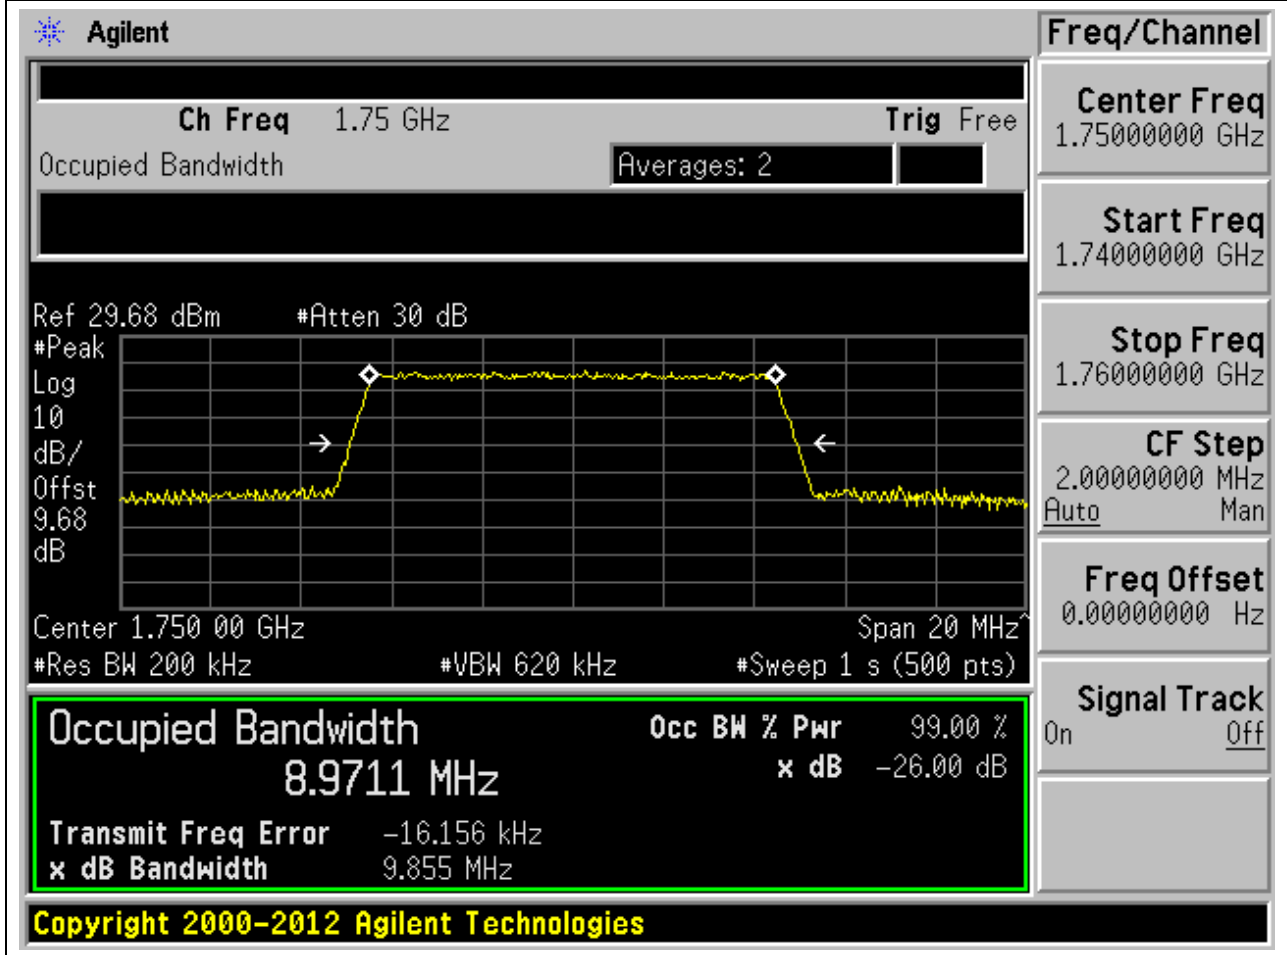 Agilent
Freq/Channel
Ch Freq 1.75 GHz Trig Free
Occupied Bandwidth Averages: 2
Center Freq
1.75000000 GHz
Start Freq
1.74000000 GHz
Stop Freq
1.76000000 GHz
CF Step
2.00000000 MHz
Auto Man
Freq Offset
0.00000000 Hz
Signal Track
On Off
Ref 29.68 dBm #Atten 30 dB
#Peak
Log
10
dB/
Offst
9.68
dB
Center 1.750 00 GHz Span 20 MHz^
#Res BW 200 kHz #VBW 620 kHz #Sweep 1 s (500 pts)
Occupied Bandwidth Occ BW % Pwr 99.00 %
8.9711 MHz x dB -26.00 dB
Transmit Freq Error -16.156 kHz
x dB Bandwidth 9.855 MHz
Copyright 2000-2012 Agilent Technologies